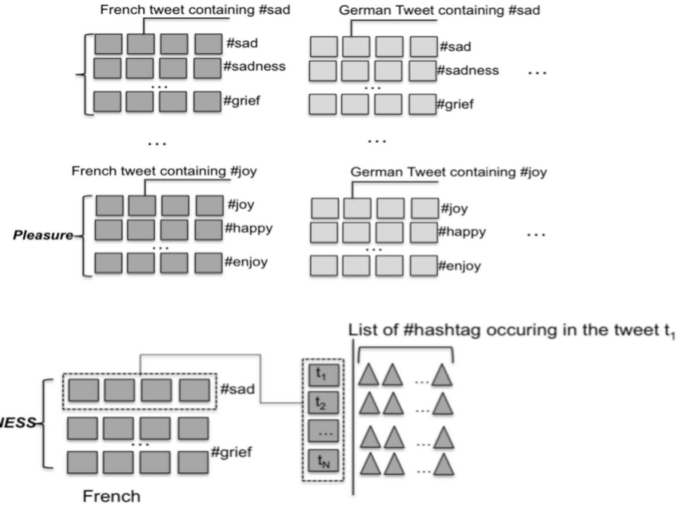 French tweet containing #sad
German Tweet containing #sad
#sad
#sad
#sadness
#sadness
...
...
...
#grief
#grief
...
...
French tweet containing #joy
German Tweet containing #joy
#joy
#joy
Pleasure
#happy
#happy
...
...
...
#enjoy
#enjoy
List of #hashtag occuring in the tweet t1
#sad
t1
...
NESS
t2
...
...
#grief
...
...
tN
...
French